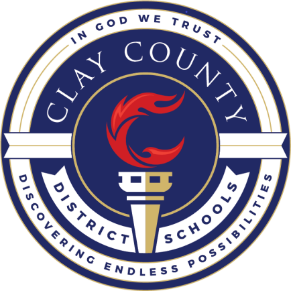 IN GOD WE TRUST
CLAY COUNTY
DISTRICT SCHOOLS
DISCOVERING ENDLESS POSSIBILITIES